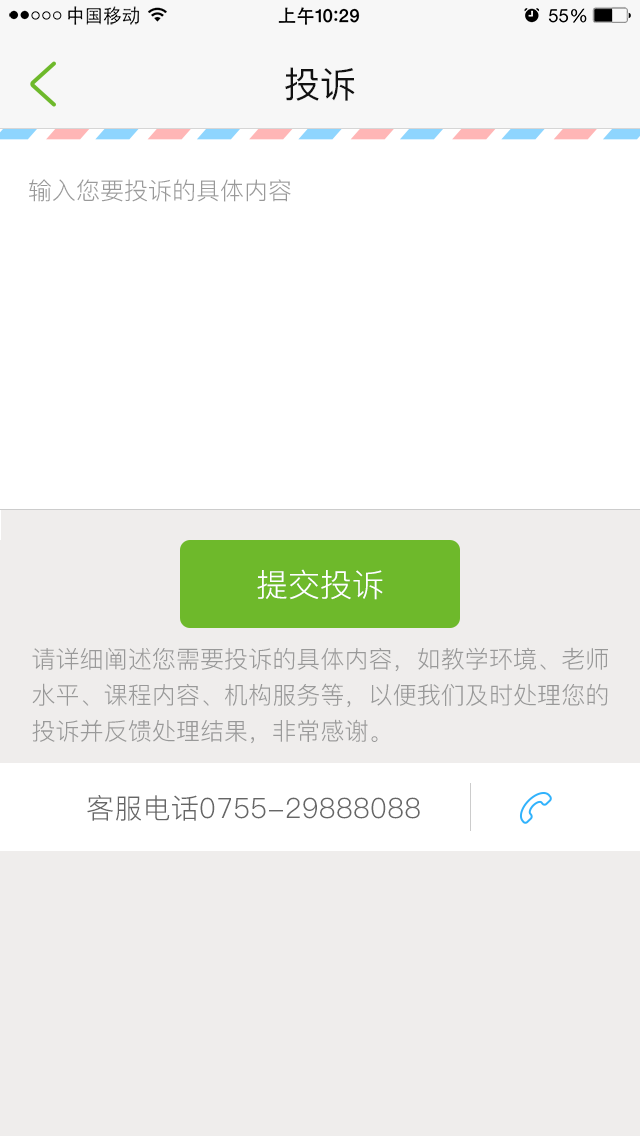 中国移动 上午10:29 55%
投诉
输入您要投诉的具体内容
提交投诉
请详细阐述您需要投诉的具体内容，如教学环境、老师
水平、课程内容、机构服务等，以便我们及时处理您的
投诉并反馈处理结果，非常感谢。
客服电话0755-29888088